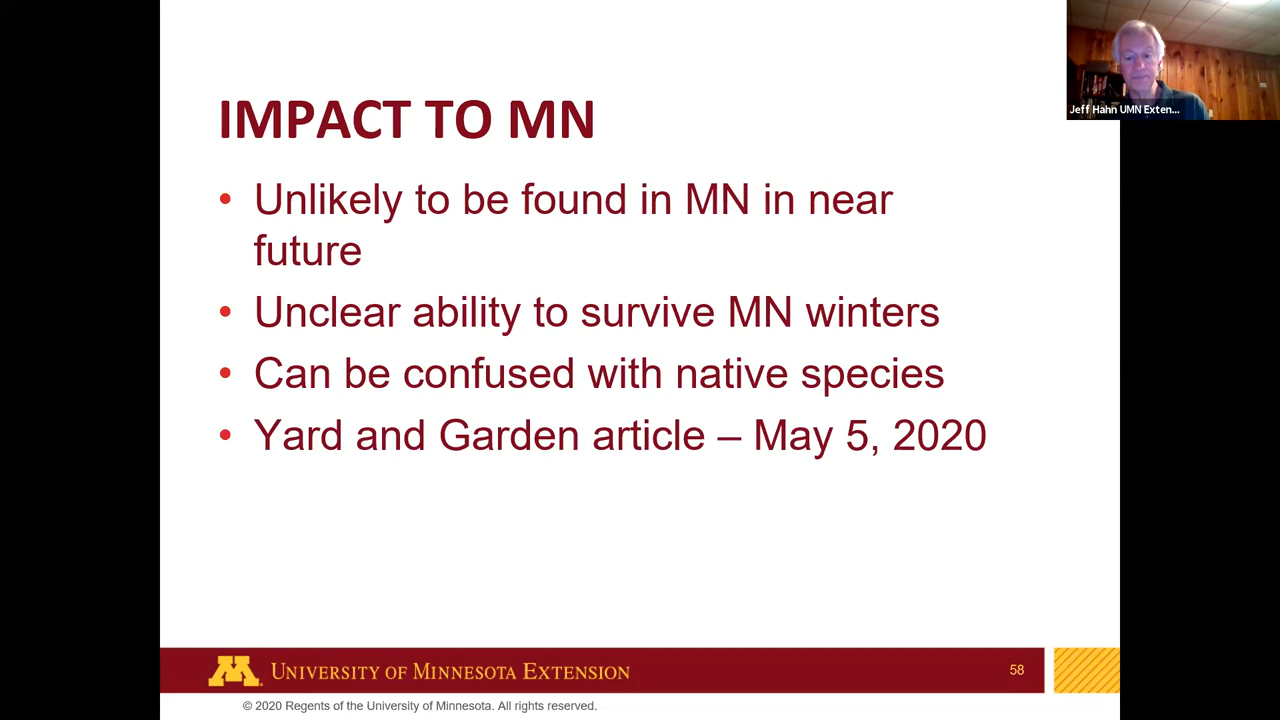 IMPACT TO MN
• Unlikely to be found in MN in near
future
• Unclear ability to survive MN winters
• Can be confused with native species
• Yard and Garden article – May 5, 2020
Jeff Hahn UMN Exten...
M UNIVERSITY OF MINNESOTA EXTENSION
58
© 2020 Regents of the University of Minnesota. All rights reserved.